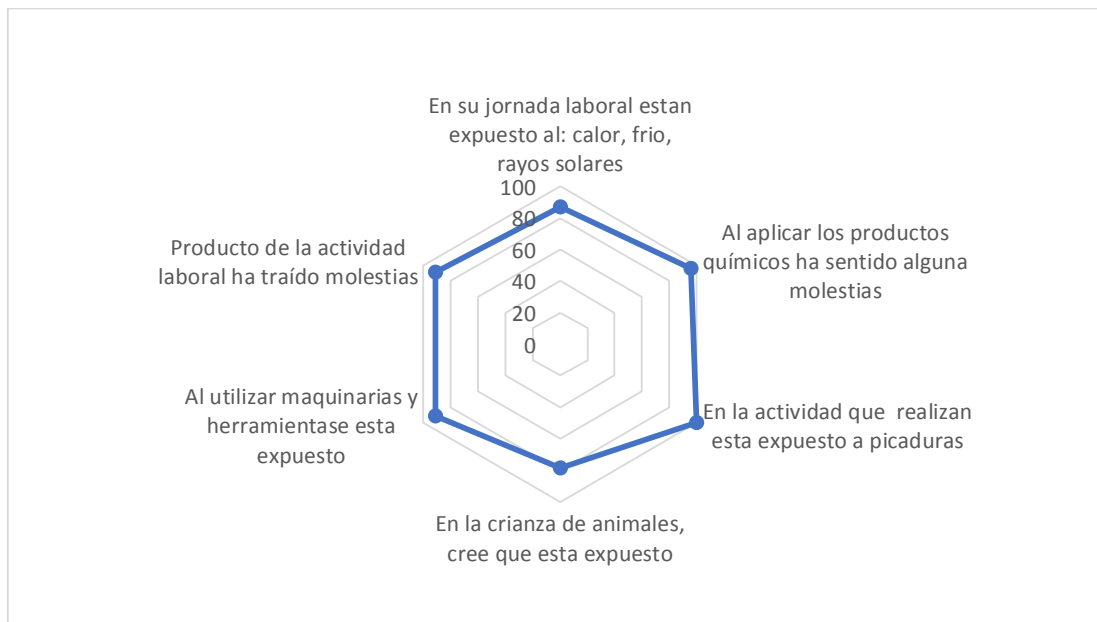 En su jornada laboral estan
expuesto al: calor, frio,
rayos solares
100
80
60
40
20
0
Al aplicar los productos
químicos ha sentido alguna
molestias
En la actividad que realizan
esta expuesto a picaduras
En la crianza de animales,
cree que esta expuesto
Al utilizar maquinarias y
herramientase esta
expuesto
Producto de la actividad
laboral ha traído molestias